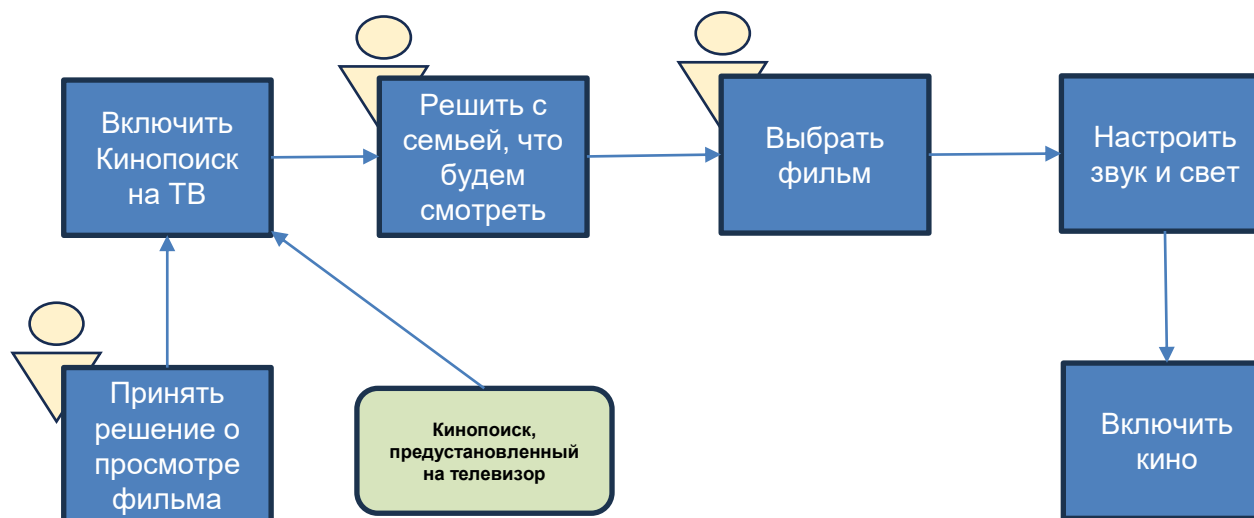 Включить
Кинопоиск
на ТВ
Решить с
семьей, что
будем
смотреть
Выбрать
фильм
Настроить
звук и свет
Принять
решение о
просмотре
фильма
Кинопоиск,
предустановленный
на телевизор
Включить
кино